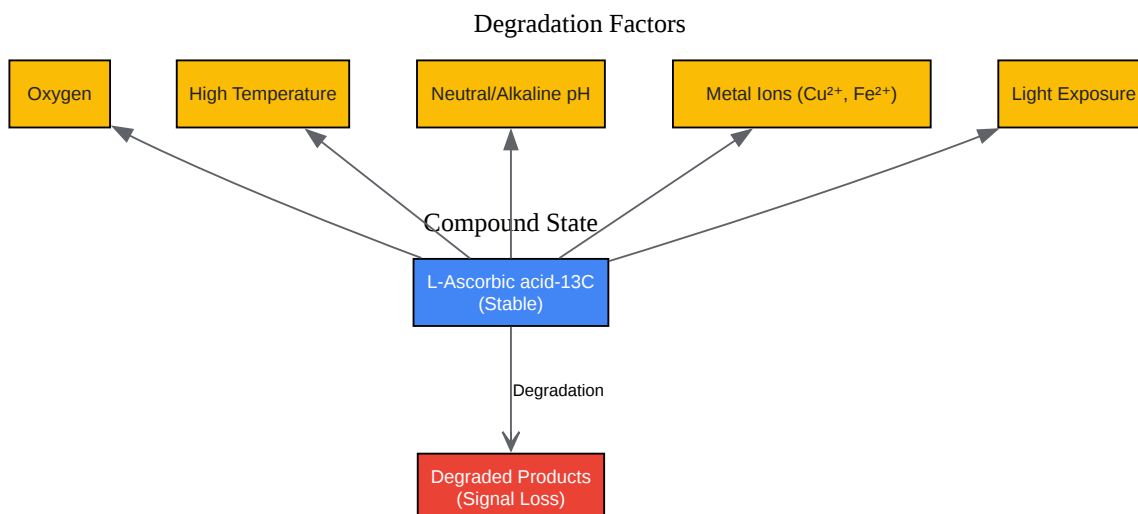 Degradation Factors
Oxygen
High Temperature
Neutral/Alkaline pH
Metal Ions (Cu²⁺, Fe²⁺)
Light Exposure
Compound State
L-Ascorbic acid-13C
(Stable)
Degradation
Degraded Products
(Signal Loss)